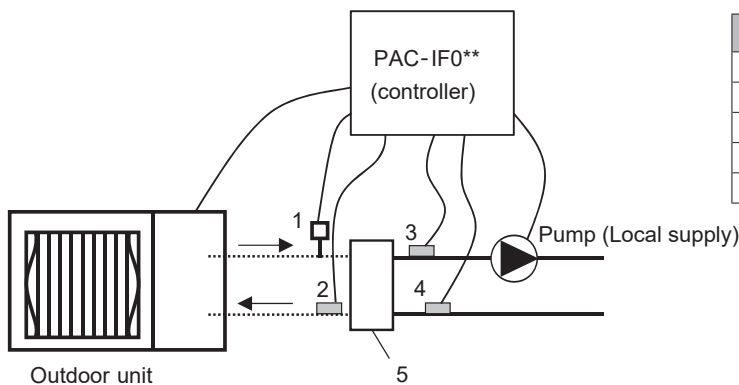 PAC-IF0**
(controller)
1
3
Pump (Local supply)
2
4
Outdoor unit
5